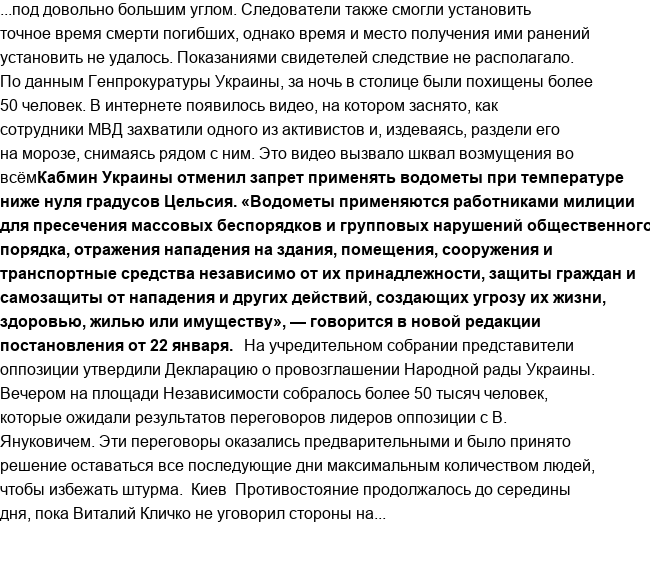 ...под довольно большим углом. Следователи также смогли установить
точное время смерти погибших, однако время и место получения ими ранений
установить не удалось. Показаниями свидетелей следствие не располагало.
По данным Генпрокуратуры Украины, за ночь в столице были похищены более
50 человек. В интернете появилось видео, на котором заснято, как
сотрудники МВД захватили одного из активистов и, издеваясь, раздели его
на морозе, снимаясь рядом с ним. Это видео вызвало шквал возмущения во
всёмКабмин Украины отменил запрет применять водометы при температуре
ниже нуля градусов Цельсия. «Водометы применяются работниками милиции
для пресечения массовых беспорядков и групповых нарушений общественного
порядка, отражения нападения на здания, помещения, сооружения и
транспортные средства независимо от их принадлежности, защиты граждан и
самозащиты от нападения и других действий, создающих угрозу их жизни,
здоровью, жилью или имуществу», — говорится в новой редакции
постановления от 22 января.  На учредительном собрании представители
оппозиции утвердили Декларацию о провозглашении Народной рады Украины.
Вечером на площади Независимости собралось более 50 тысяч человек,
которые ожидали результатов переговоров лидеров оппозиции с В.
Януковичем. Эти переговоры оказались предварительными и было принято
решение оставаться все последующие дни максимальным количеством людей,
чтобы избежать штурма.  Киев  Противостояние продолжалось до середины
дня, пока Виталий Кличко не уговорил стороны на...